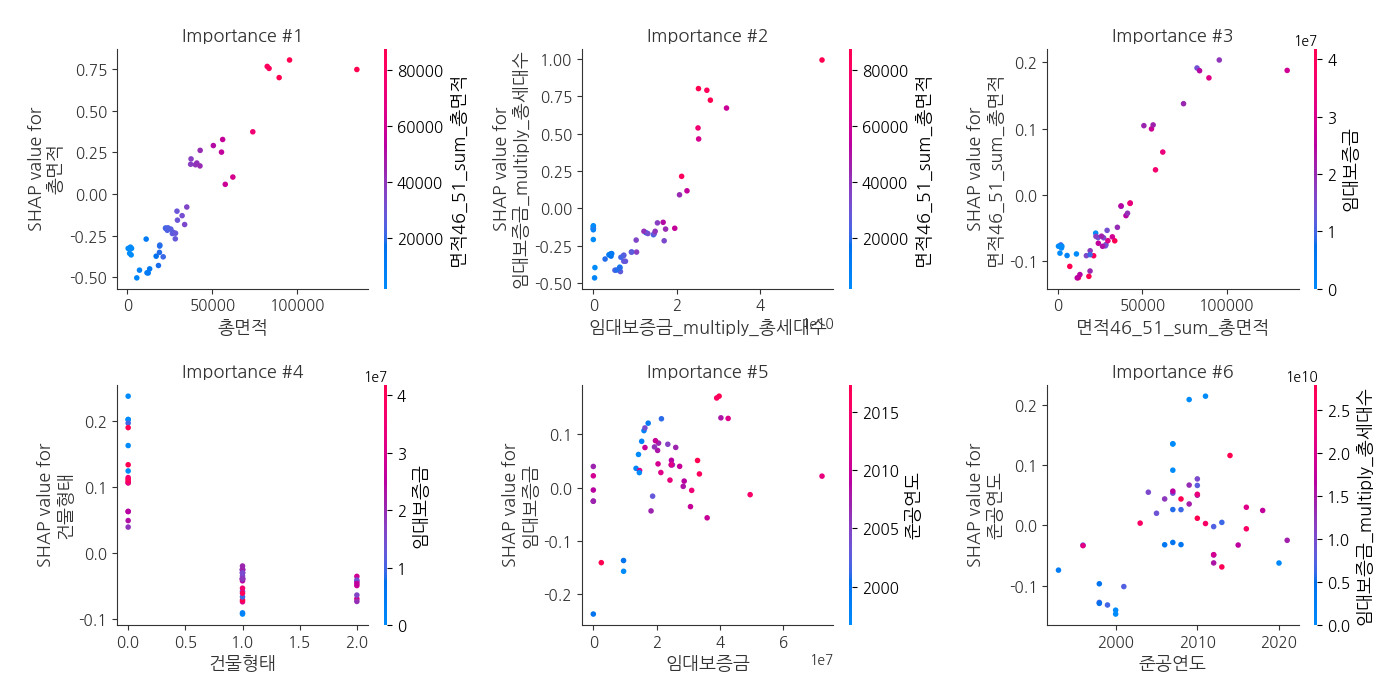 Importance #1
Importance #2
Importance #3
SHAP value for
총면적
0.75
0.50
0.25
0.00
-0.25
-0.50
0
50000
100000
총면적
80000
60000
40000
20000
면적46_51_sum_총면적
SHAP value for
임대보증금_multiply_총세대수
1.00
0.75
0.50
0.25
0.00
-0.25
-0.50
0
2
4
1e10
임대보증금_multiply_총세대수
80000
60000
40000
20000
면적46_51_sum_총면적
SHAP value for
면적46_51_sum_총면적
0.2
0.1
0.0
-0.1
0
50000
100000
면적46_51_sum_총면적
1e7
4
3
2
1
0
임대보증금
Importance #4
Importance #5
Importance #6
SHAP value for
건물형태
0.2
0.1
0.0
-0.1
0.0
0.5
1.0
1.5
2.0
건물형태
1e7
4
3
2
1
0
임대보증금
SHAP value for
임대보증금
0.1
0.0
-0.1
-0.2
0
2
4
6
1e7
임대보증금
2015
2010
2005
2000
준공연도
SHAP value for
준공연도
0.2
0.1
0.0
-0.1
2000
2010
2020
준공연도
1e10
2.5
2.0
1.5
1.0
0.5
0.0
임대보증금_multiply_총세대수